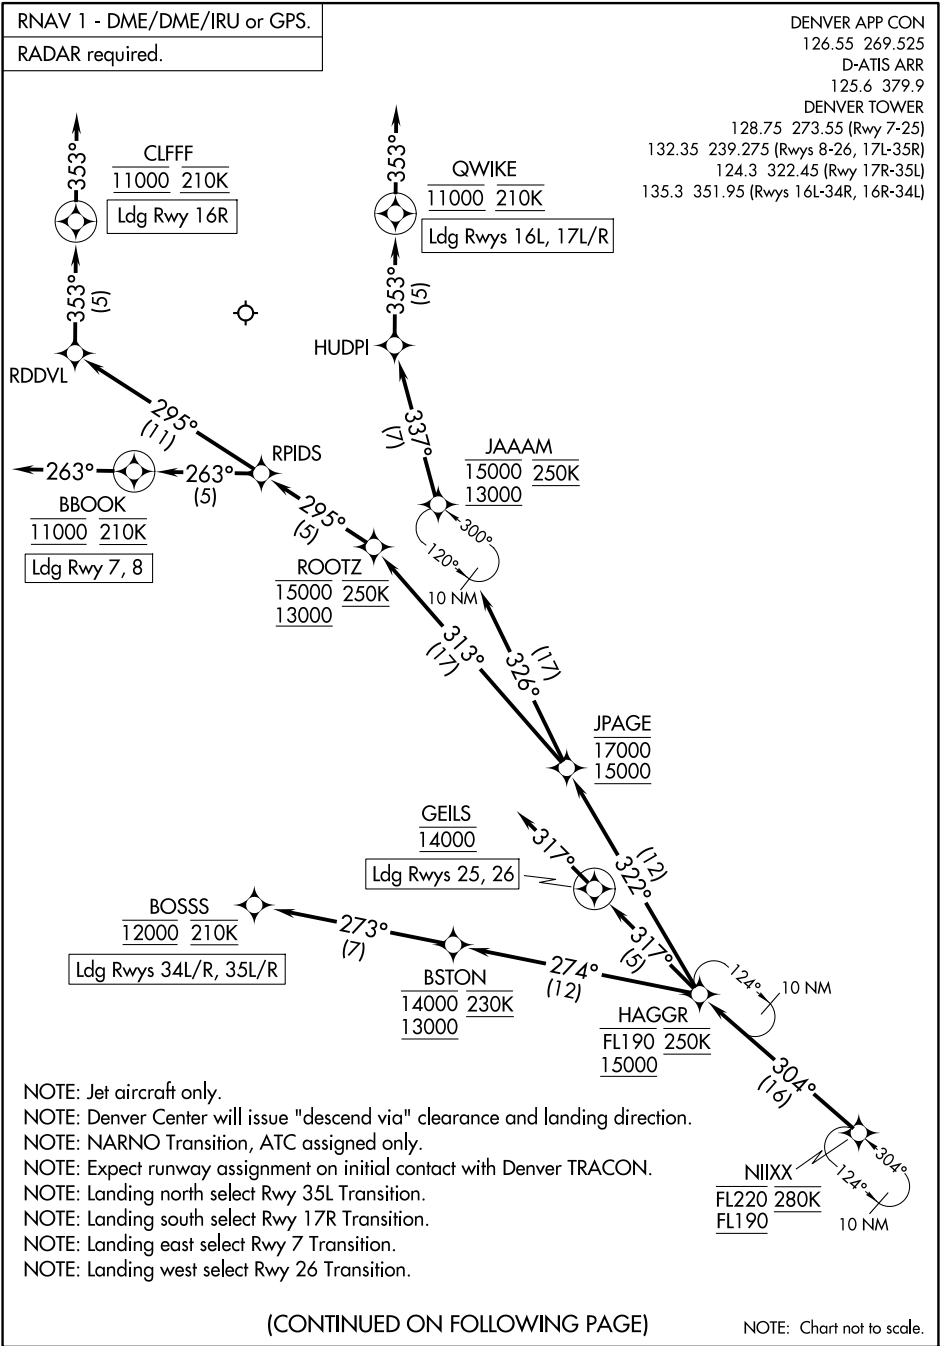 RNAV 1 - DME/DME/IRU or GPS.
RADAR required.
DENVER APP CON
126.55 269.525
D-ATIS ARR
125.6 379.9
DENVER TOWER
128.75 273.55 (Rwy 7-25)
132.35 239.275 (Rwys 8-26, 17L-35R)
124.3 322.45 (Rwy 17R-35L)
135.3 351.95 (Rwys 16L-34R, 16R-34L)
353°
CLFFF
11000 210K
Ldg Rwy 16R
353°
(5)
RDDVL
353°
QWIKE
11000 210K
Ldg Rwys 16L, 17L/R
353°
(5)
HUDPI
295°
(11)
337°
(7)
RPIDS
263°
263°
(5)
BBOOK
11000 210K
Ldg Rwy 7, 8
295°
(5)
JAAAM
15000 250K
13000
300°
120°
10 NM
ROOTZ
15000 250K
13000
313°
(17)
326°
(17)
JPAGE
17000
15000
GEILS
14000
Ldg Rwys 25, 26
317°
322°
(12)
317°
(5)
BOSSS
12000 210K
Ldg Rwys 34L/R, 35L/R
273°
(7)
BSTON
14000 230K
13000
274°
(12)
124°
10 NM
HAGGR
FL190 250K
15000
304°
(16)
NIIXX
FL220 280K
FL190
304°
124°
10 NM
NOTE: Jet aircraft only.
NOTE: Denver Center will issue "descend via" clearance and landing direction.
NOTE: NARNO Transition, ATC assigned only.
NOTE: Expect runway assignment on initial contact with Denver TRACON.
NOTE: Landing north select Rwy 35L Transition.
NOTE: Landing south select Rwy 17R Transition.
NOTE: Landing east select Rwy 7 Transition.
NOTE: Landing west select Rwy 26 Transition.
(CONTINUED ON FOLLOWING PAGE)
NOTE: Chart not to scale.